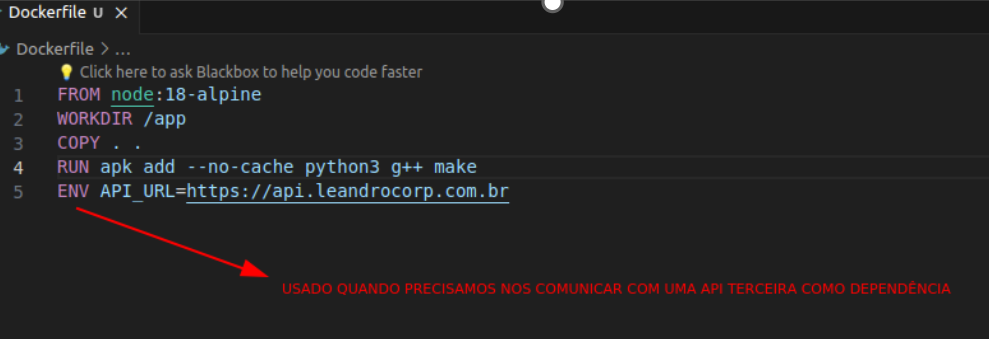 Dockerfile U ×
Dockerfile > ...
Click here to ask Blackbox to help you code faster
1 FROM node:18-alpine
2 WORKDIR /app
3 COPY . .
4 RUN apk add --no-cache python3 g++ make
5 ENV API_URL=https://api.leandrocorp.com.br
USADO QUANDO PRECISAMOS NOS COMUNICAR COM UMA API TERCEIRA COMO DEPENDÊNCIA